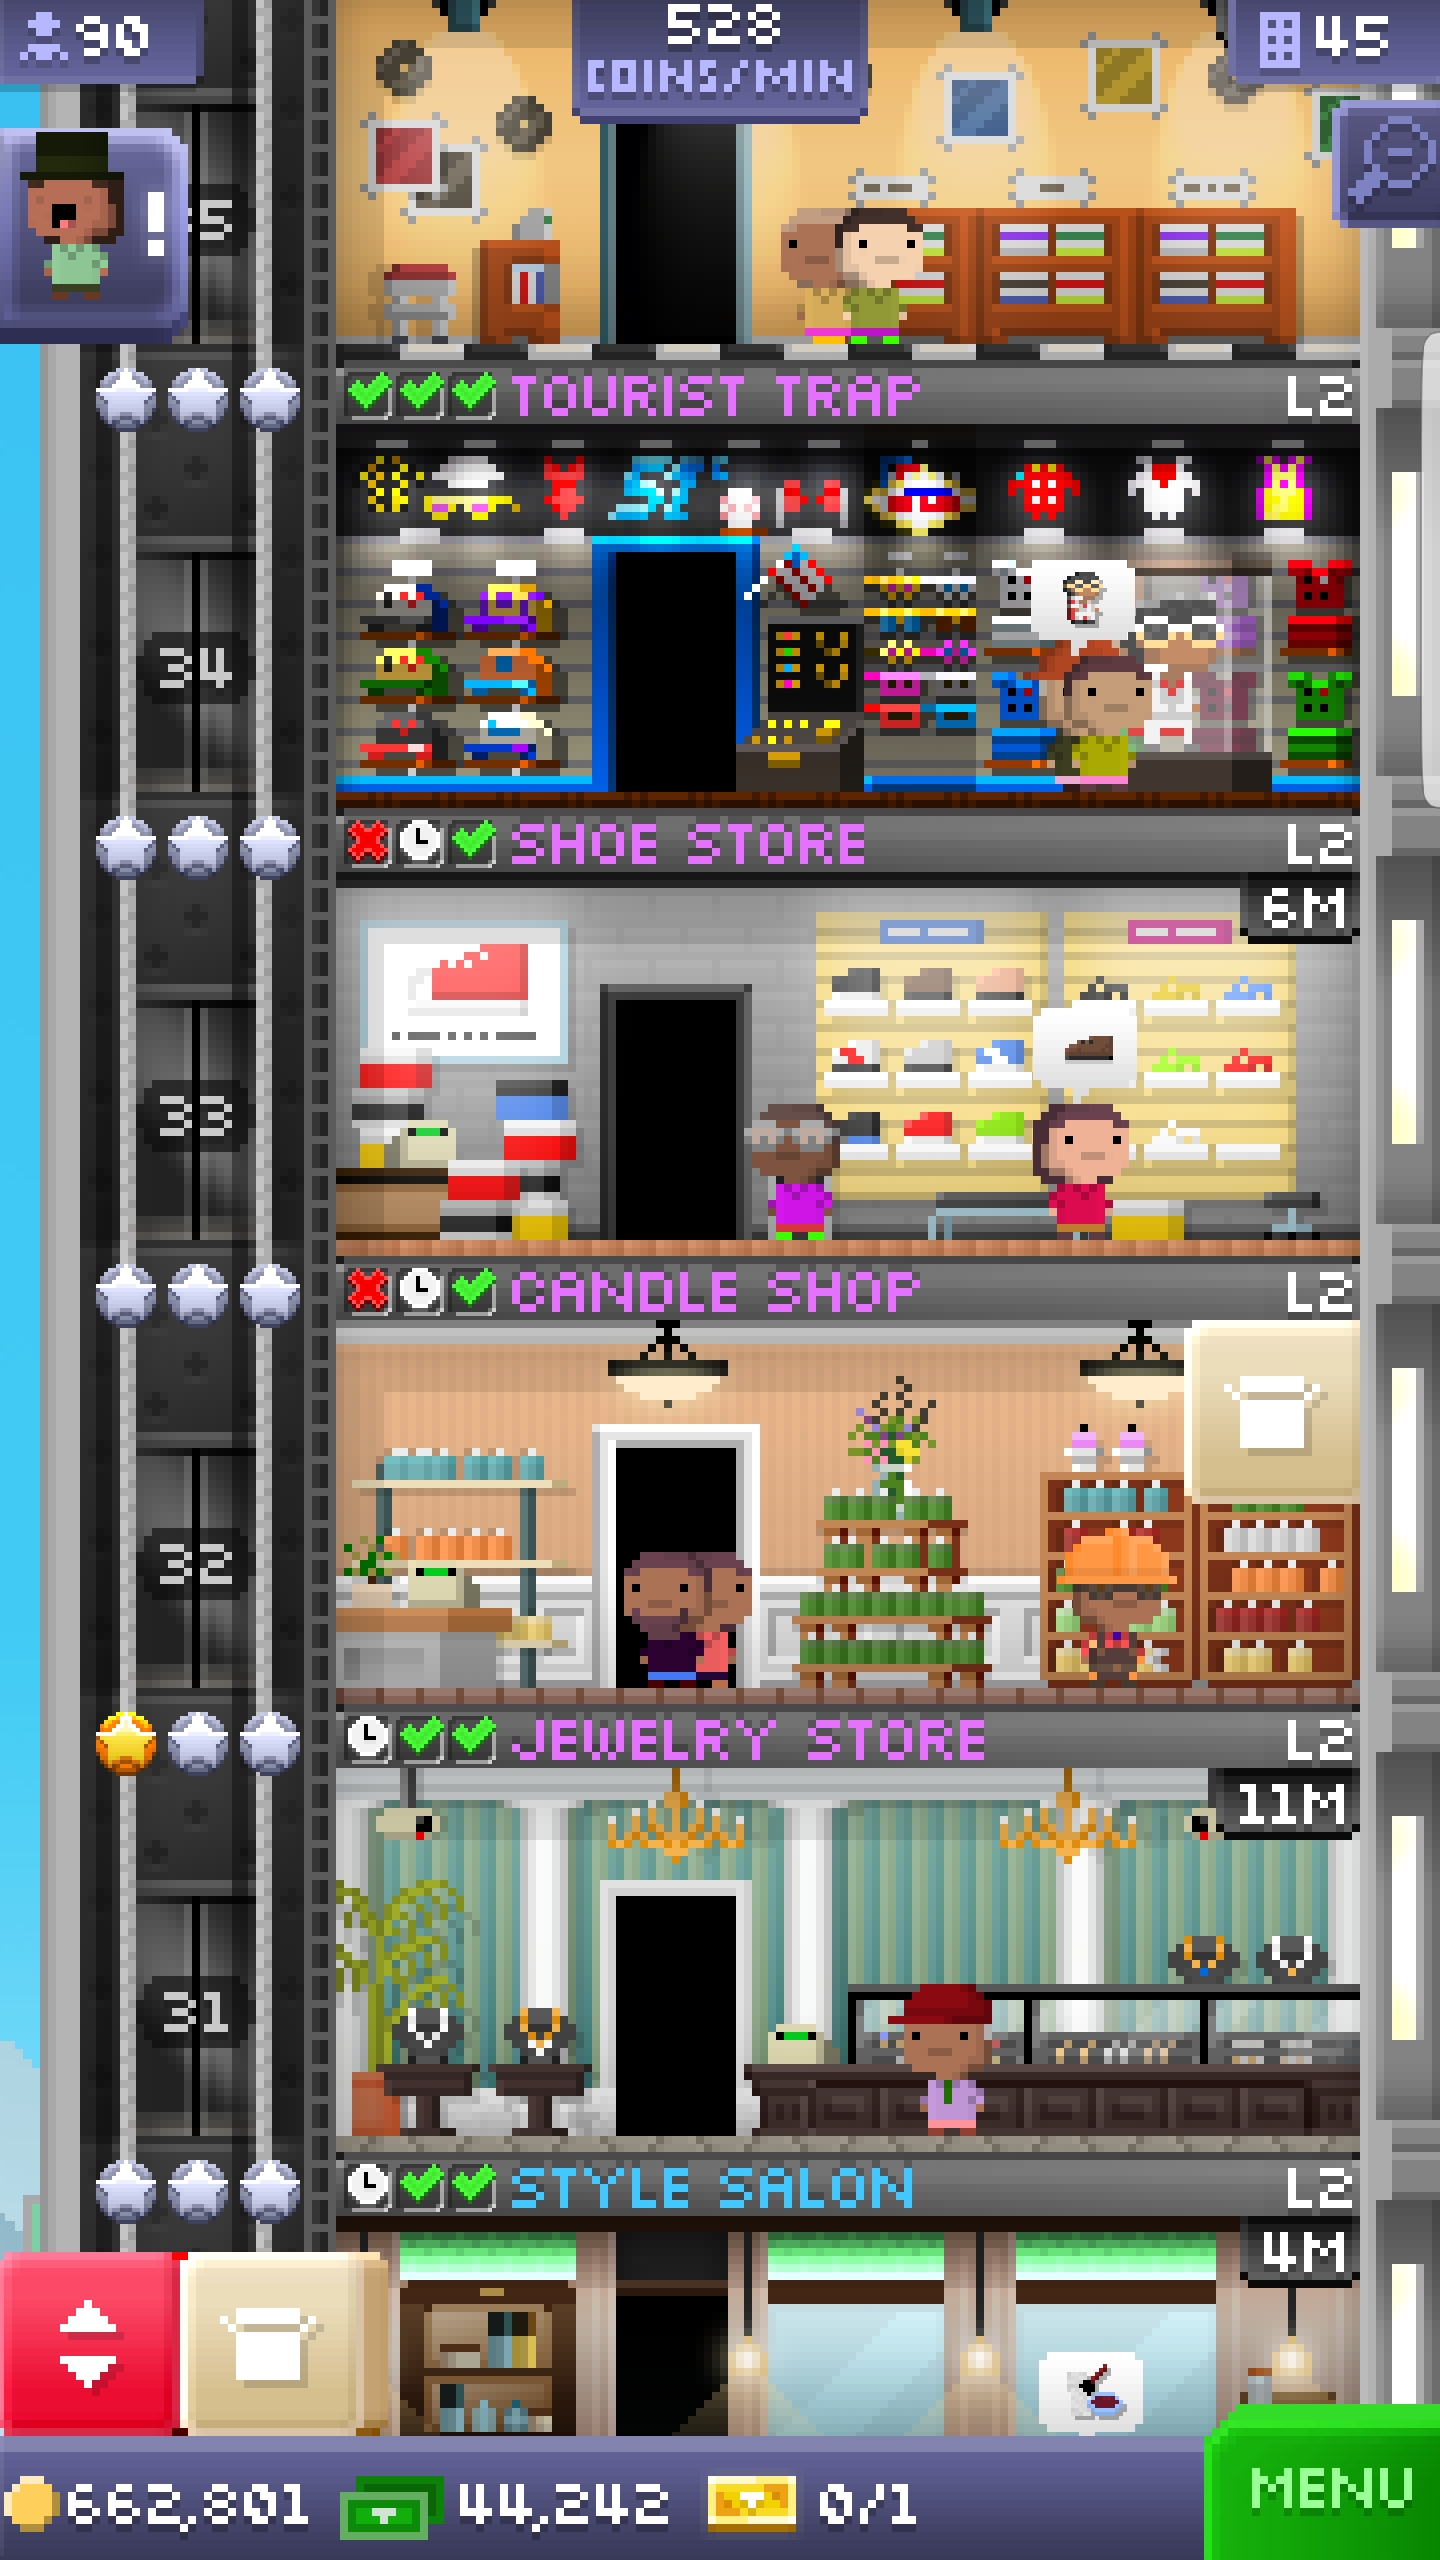 90
528
COINS/MIN
45
!
35
TOURIST TRAP
L2
34
SHOE STORE
L2
6M
33
CANDLE SHOP
L2
32
JEWELRY STORE
L2
11M
31
STYLE SALON
L2
4M
662,801
44,242
0/1
MENU